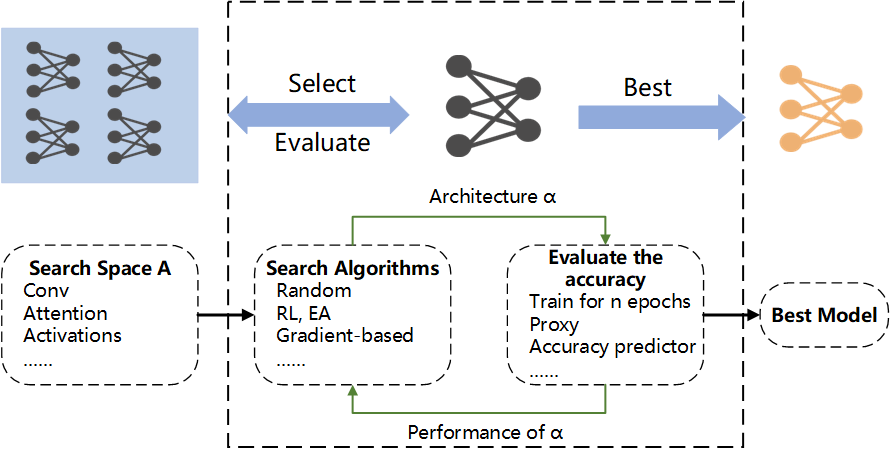 Select
Evaluate
Best
Architecture α
Search Space A
Conv
Attention
Activations
......
Search Algorithms
Random
RL, EA
Gradient-based
......
Evaluate the
accuracy
Train for n epochs
Proxy
Accuracy predictor
......
Best Model
Performance of α